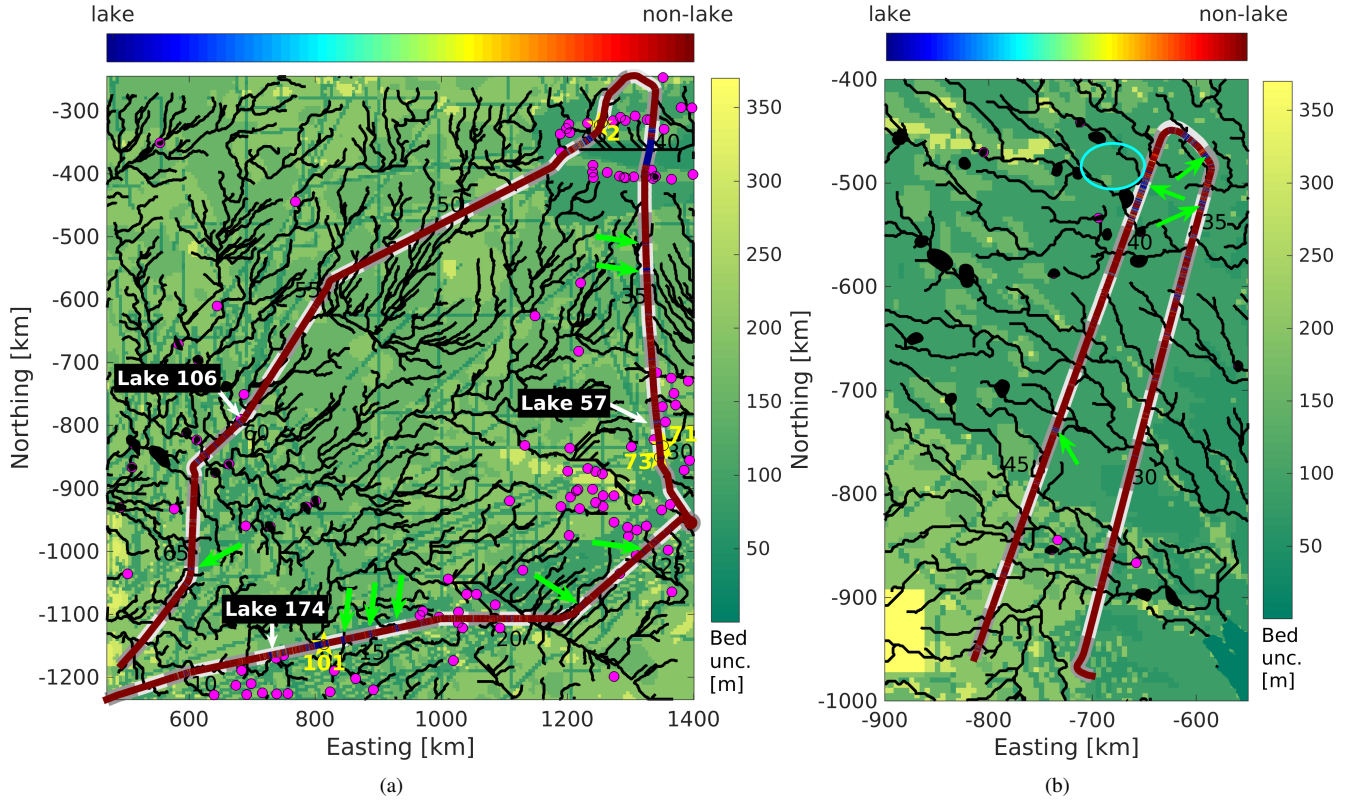 lake non-lake
-300
-400
-500
-600
-700
-800
-900
-1000
-1100
-1200
Northing [km]
600 800 1000 1200 1400
Easting [km]
Lake 106
Lake 57
Lake 174
50
55
60
65
35
30
25
20
15
40
71
73
101
350
300
250
200
150
100
50
Bed
unc.
[m]
(a)
lake non-lake
-400
-500
-600
-700
-800
-900
-1000
Northing [km]
-900 -800 -700 -600
Easting [km]
35
40
45
30
350
300
250
200
150
100
50
Bed
unc.
[m]
(b)